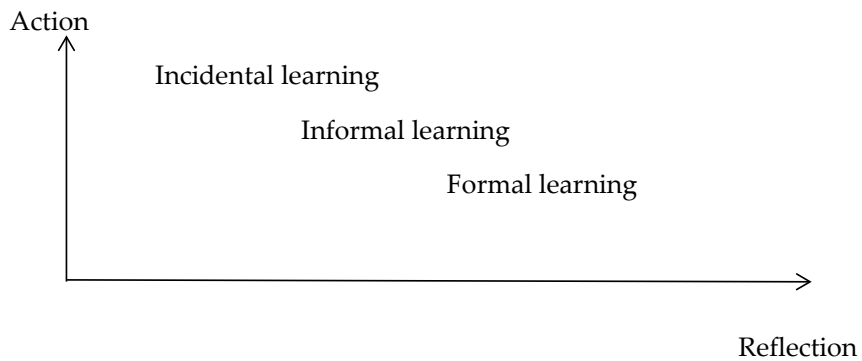 Action
Incidental learning
Informal learning
Formal learning
Reflection